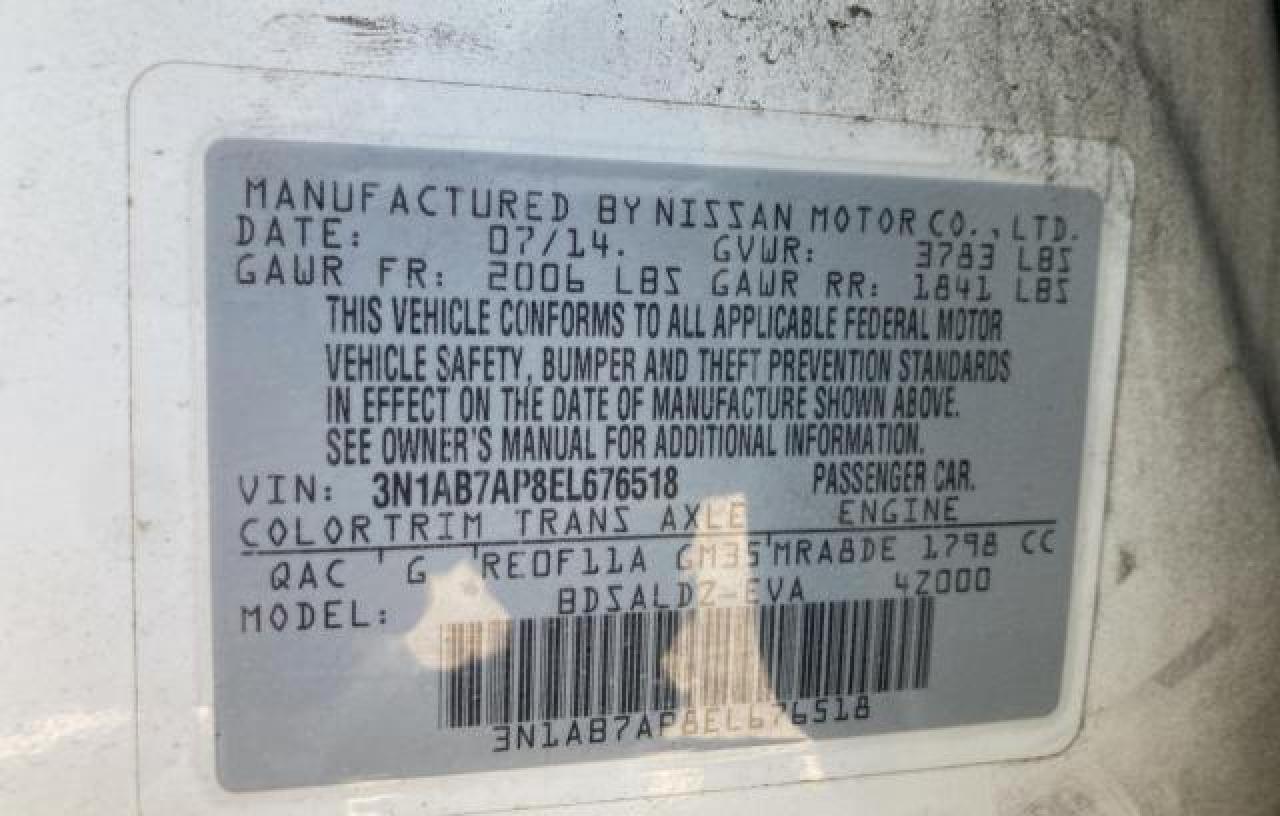 MANUFACTURED BY NISSAN MOTOR CO., LTD.
DATE: 07/14. GVWR: 3783 LBS
GAWR FR: 2006 LBS GAWR RR: 1841 LBS
THIS VEHICLE CONFORMS TO ALL APPLICABLE FEDERAL MOTOR
VEHICLE SAFETY, BUMPER AND THEFT PREVENTION STANDARDS
IN EFFECT ON THE DATE OF MANUFACTURE SHOWN ABOVE.
SEE OWNER'S MANUAL FOR ADDITIONAL INFORMATION.
VIN: 3N1AB7AP8EL676518 PASSENGER CAR.
COLOR TRIM TRANS AXLE ENGINE
QAC ' G 'RE0F11A GM35'MRA8DE 1798 CC
MODEL: BDSALDZ-EVA 4Z000
3N1AB7AP8EL676518